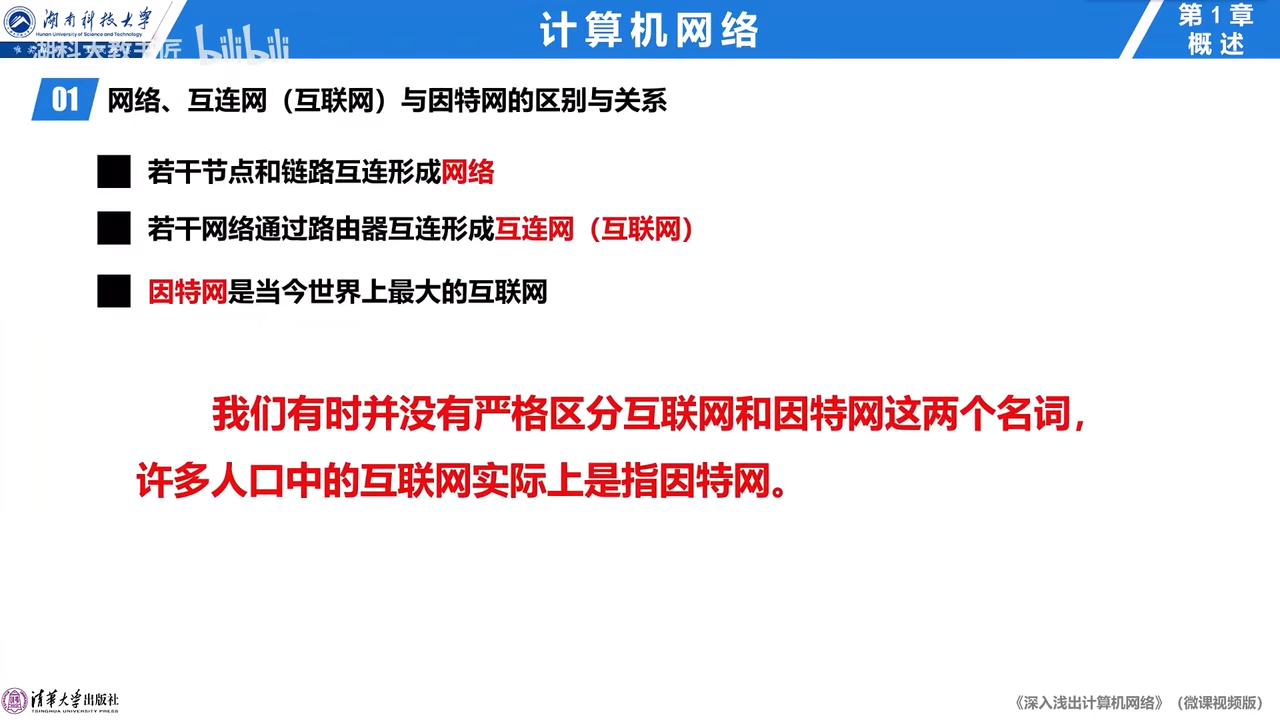 湖南科技大学
Hunan University of Science and Technology
湖科大教书匠 bilibili
计算机网络
第 1 章
概述
01 网络、互连网（互联网）与因特网的区别与关系
若干节点和链路互连形成网络
若干网络通过路由器互连形成互连网（互联网）
因特网是当今世界上最大的互联网
我们有时并没有严格区分互联网和因特网这两个名词，
许多人口中的互联网实际上是指因特网。
清华大学出版社
TSINGHUA UNIVERSITY PRESS
《深入浅出计算机网络》（微课视频版）